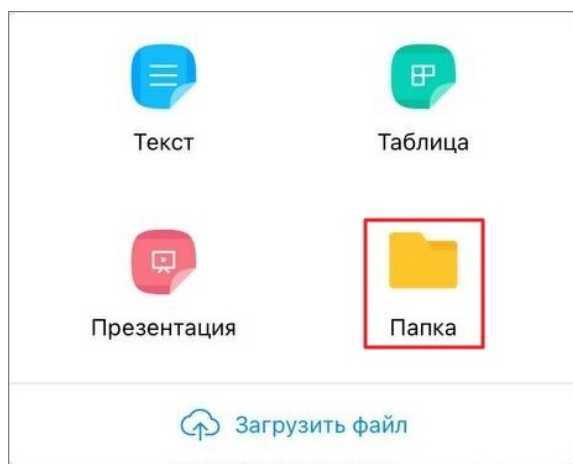 Текст
Таблица
Презентация
Папка
Загрузить файл